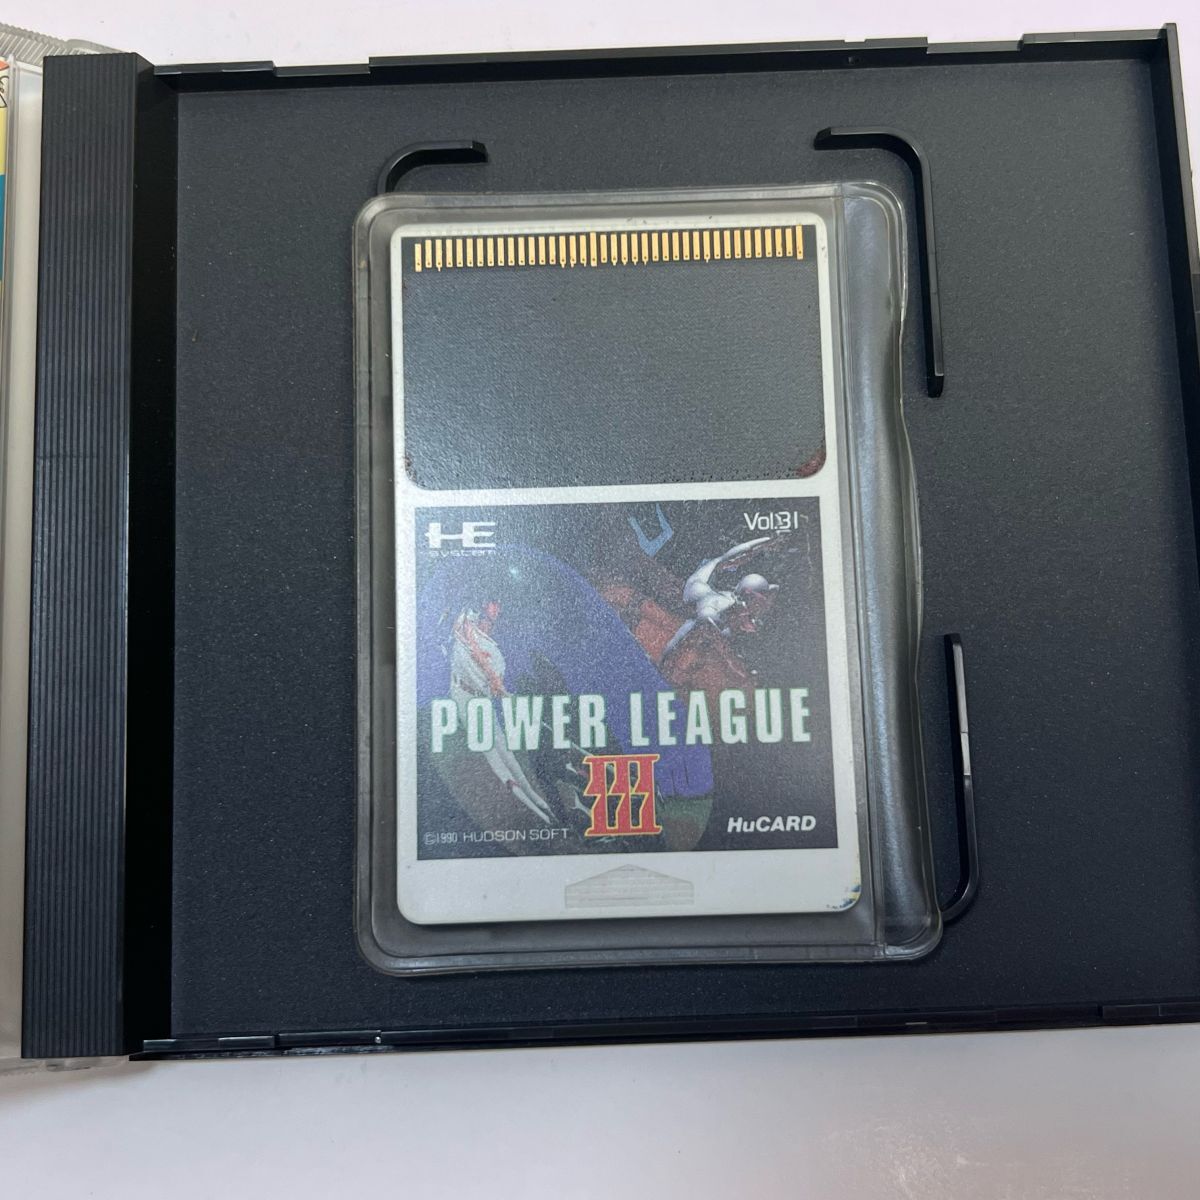 HE
system
Vol.31
POWER LEAGUE
III
©1990 HUDSON SOFT
HuCARD